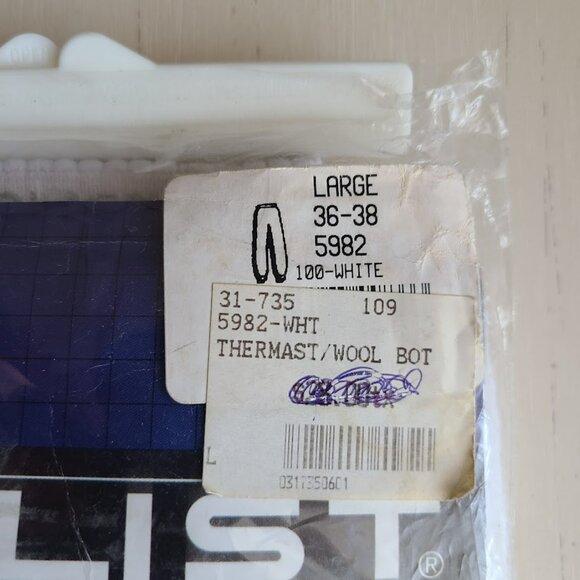 LARGE
36-38
5982
100-WHITE
31-735 109
5982-WHT
THERMAST/WOOL BOT
L
0317350601
LIST®